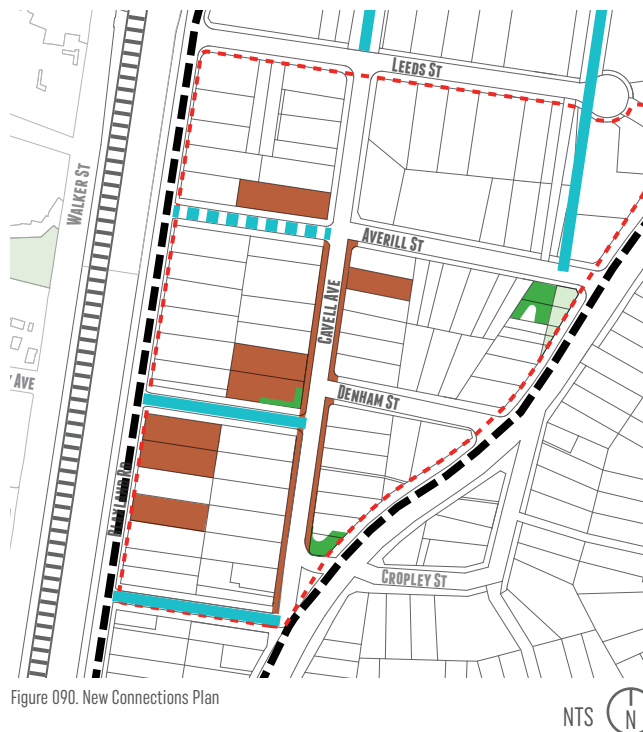 LEEDS ST
WALKER ST
AVERILL ST
CAVELL AVE
AVE
DENHAM ST
CROPLEY ST
Figure 090. New Connections Plan
NTS
N